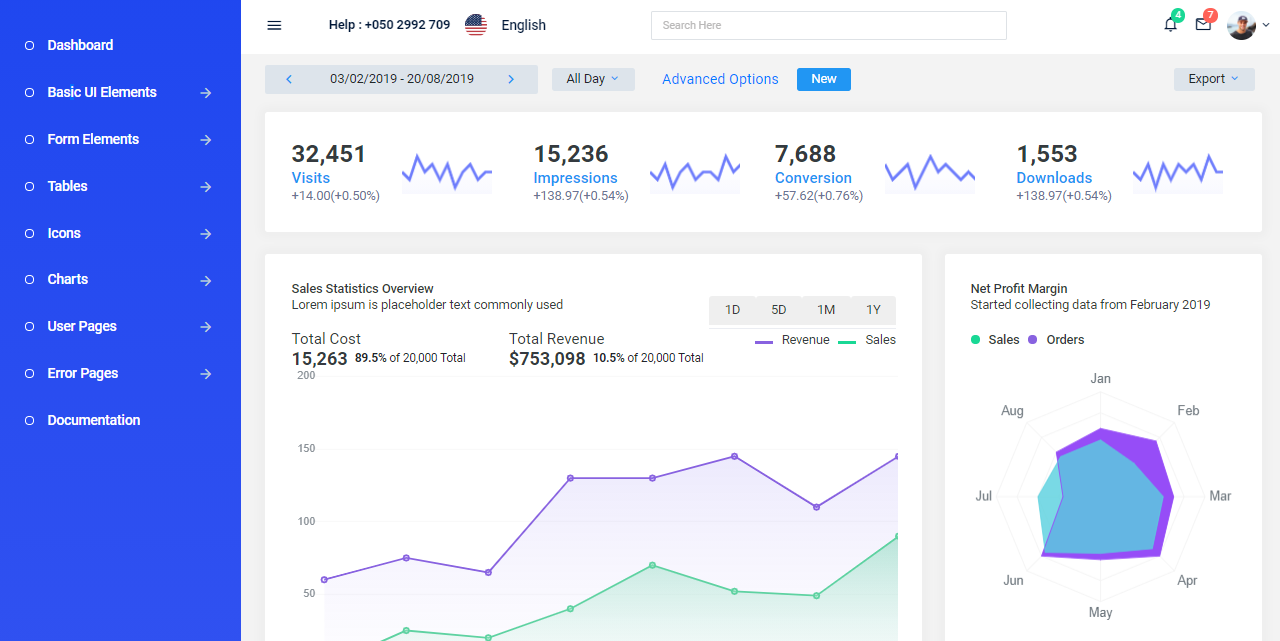 Dashboard
Basic UI Elements
Form Elements
Tables
Icons
Charts
User Pages
Error Pages
Documentation
Help : +050 2992 709 English
Search Here
4
7
03/02/2019 - 20/08/2019
All Day
Advanced Options
New
Export
32,451
Visits
+14.00(+0.50%)
15,236
Impressions
+138.97(+0.54%)
7,688
Conversion
+57.62(+0.76%)
1,553
Downloads
+138.97(+0.54%)
Sales Statistics Overview
Lorem ipsum is placeholder text commonly used
1D 5D 1M 1Y
Total Cost
15,263 89.5% of 20,000 Total
Total Revenue
$753,098 10.5% of 20,000 Total
Revenue Sales
200
150
100
50
Net Profit Margin
Started collecting data from February 2019
Sales Orders
Jan
Feb
Mar
Apr
May
Jun
Jul
Aug